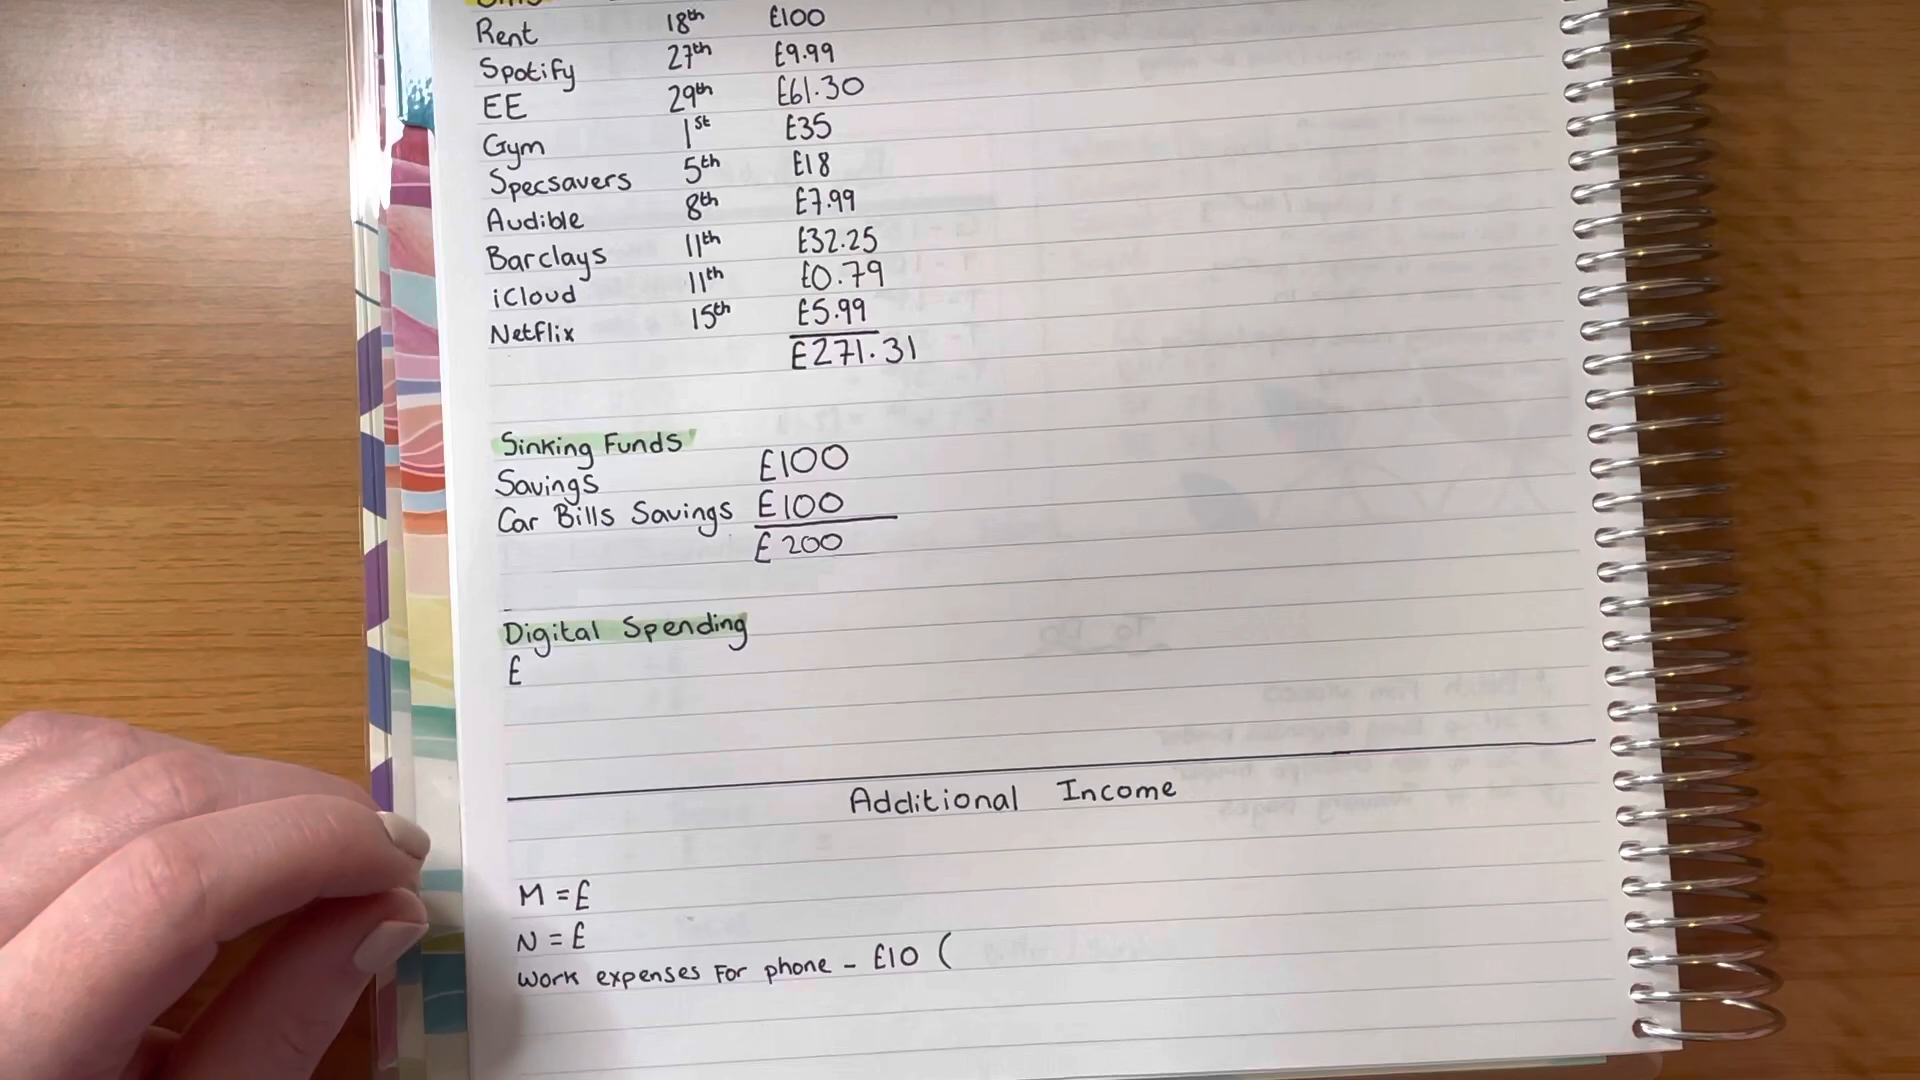 Bills
Rent 18th £100
Spotify 27th £9.99
EE 29th £61.30
Gym 1st £35
Specsavers 5th £18
Audible 8th £7.99
Barclays 11th £32.25
iCloud 11th £0.79
Netflix 15th £5.99
£271.31
Sinking Funds
Savings £100
Car Bills Savings £100
£200
Digital Spending
£
Additional Income
M = £
N = £
Work expenses for phone - £10 (